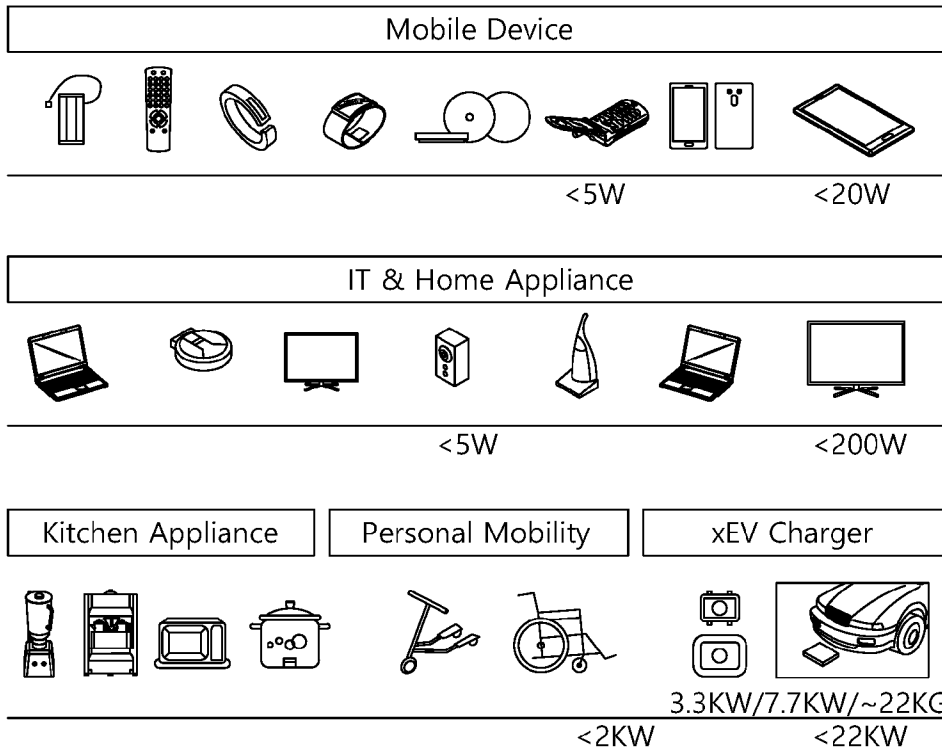 Mobile Device
<5W <20W
IT & Home Appliance
<5W <200W
Kitchen Appliance Personal Mobility xEV Charger
3.3KW/7.7KW/~22KG
<2KW <22KW